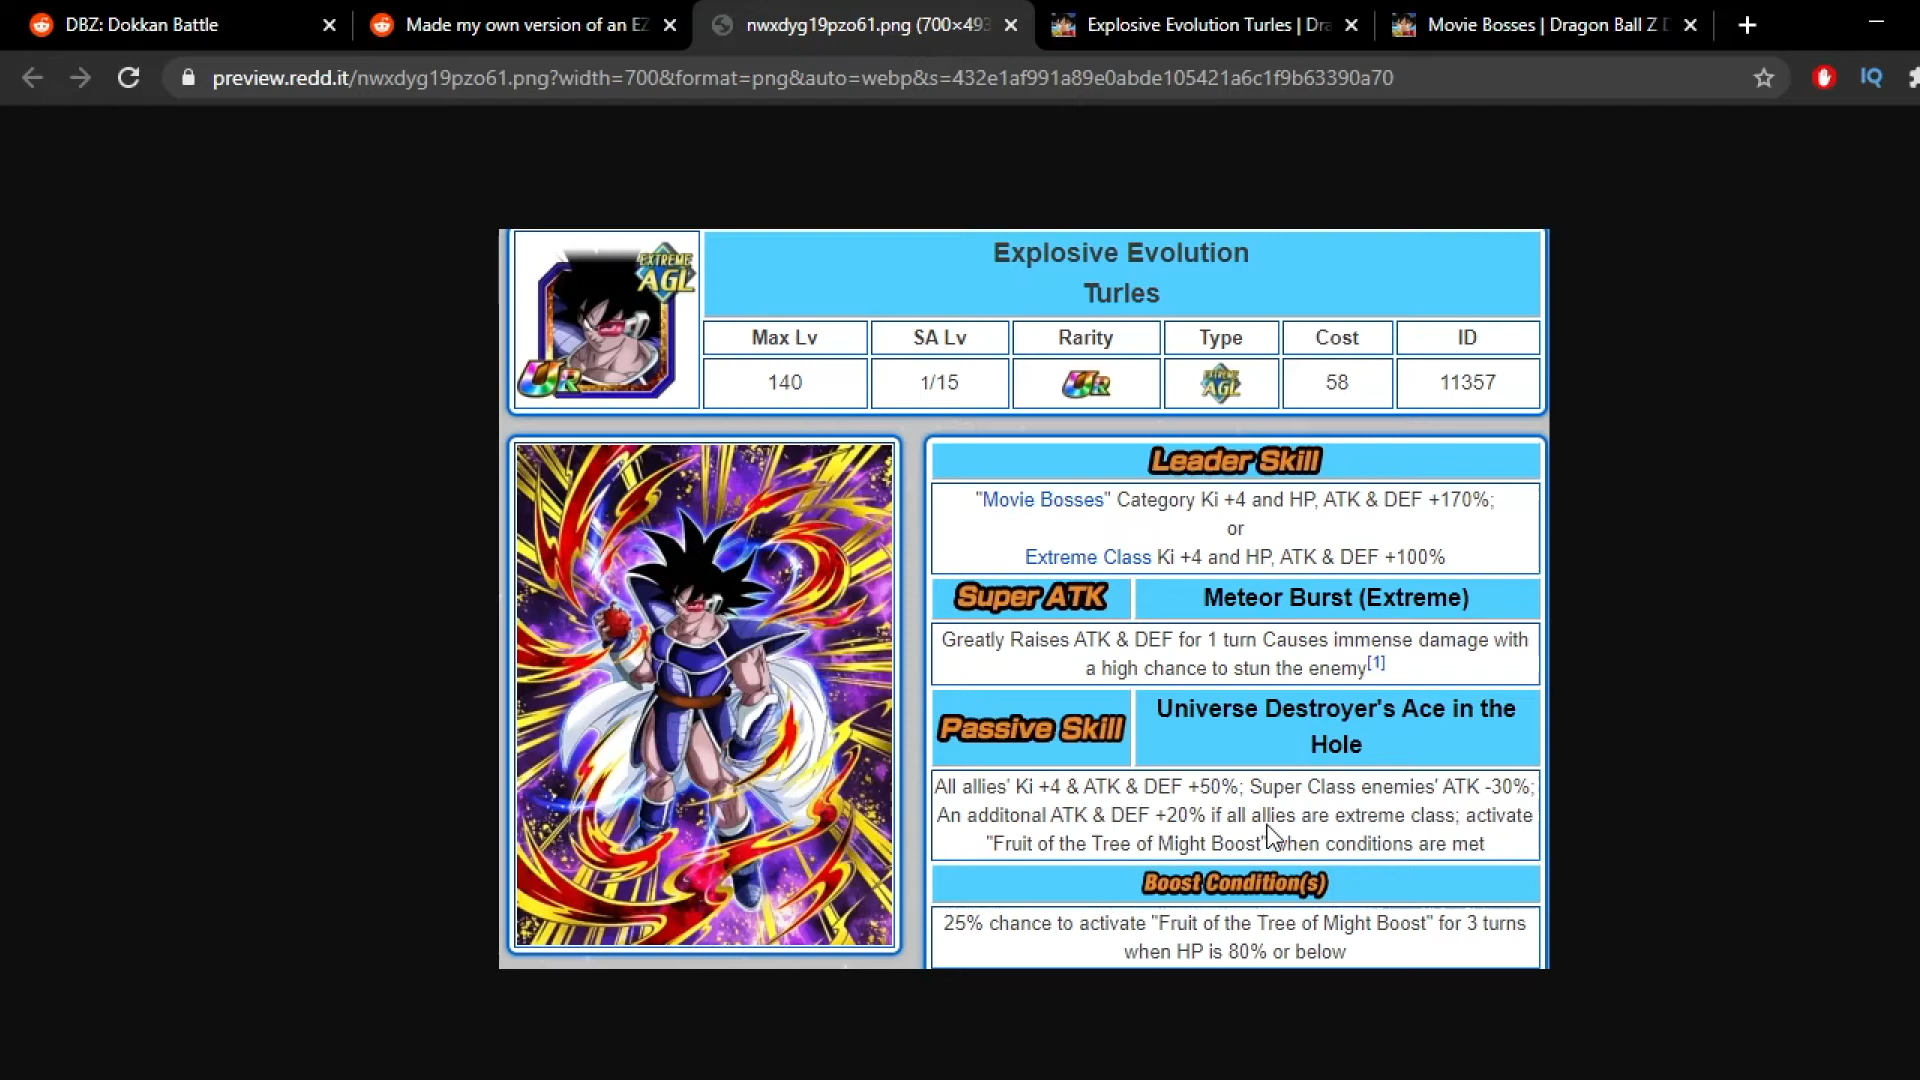 DBZ: Dokkan Battle
Made my own version of an EZ
nwxdyg19pzo61.png (700×493
Explosive Evolution Turles | Dra
Movie Bosses | Dragon Ball Z D
preview.redd.it/nwxdyg19pzo61.png?width=700&format=png&auto=webp&s=432e1af991a89e0abde105421a6c1f9b63390a70
IQ
EXTREME
AGL
UR
Explosive Evolution
Turles
Max Lv
SA Lv
Rarity
Type
Cost
ID
140
1/15
UR
EXTREME
AGL
58
11357
Leader Skill
"Movie Bosses" Category Ki +4 and HP, ATK & DEF +170%;
or
Extreme Class Ki +4 and HP, ATK & DEF +100%
Super ATK
Meteor Burst (Extreme)
Greatly Raises ATK & DEF for 1 turn Causes immense damage with
a high chance to stun the enemy[1]
Passive Skill
Universe Destroyer's Ace in the
Hole
All allies' Ki +4 & ATK & DEF +50%; Super Class enemies' ATK -30%;
An additonal ATK & DEF +20% if all allies are extreme class; activate
"Fruit of the Tree of Might Boost" when conditions are met
Boost Condition(s)
25% chance to activate "Fruit of the Tree of Might Boost" for 3 turns
when HP is 80% or below